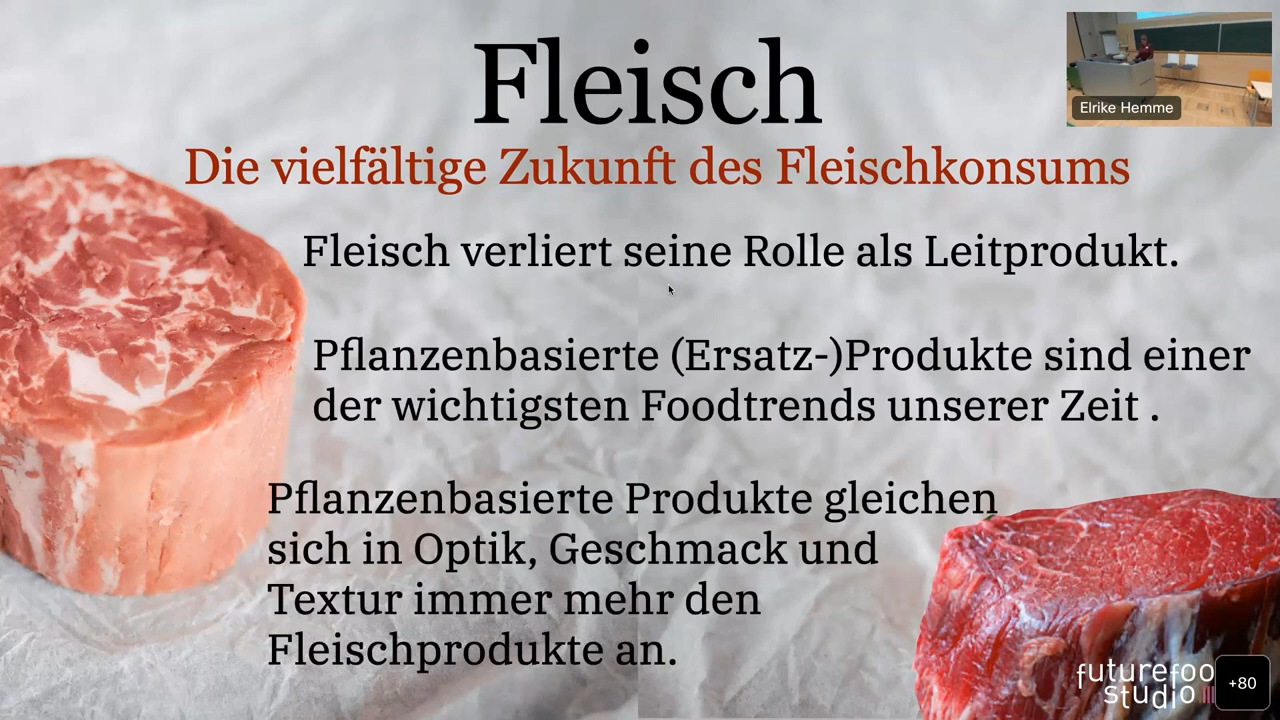 Fleisch
Elrike Hemme
Die vielfältige Zukunft des Fleischkonsums
Fleisch verliert seine Rolle als Leitprodukt.
Pflanzenbasierte (Ersatz-)Produkte sind einer
der wichtigsten Foodtrends unserer Zeit .
Pflanzenbasierte Produkte gleichen
sich in Optik, Geschmack und
Textur immer mehr den
Fleischprodukte an.
futurefoo
studio
+80